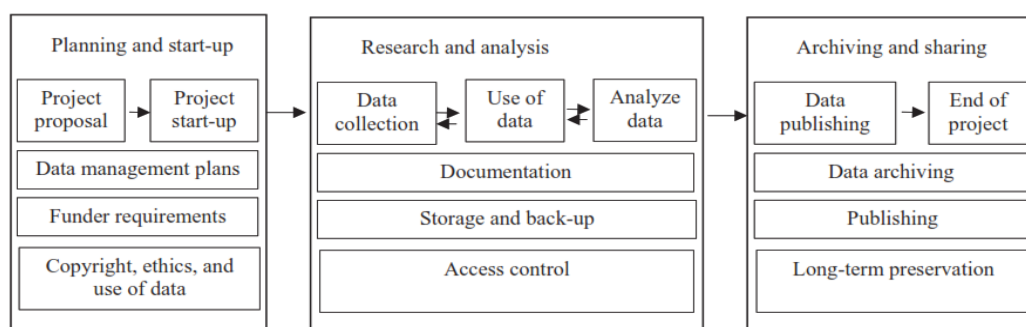 Planning and start-up
Project
proposal
Project
start-up
Data management plans
Funder requirements
Copyright, ethics, and
use of data
Research and analysis
Data
collection
Use of
data
Analyze
data
Documentation
Storage and back-up
Access control
Archiving and sharing
Data
publishing
End of
project
Data archiving
Publishing
Long-term preservation